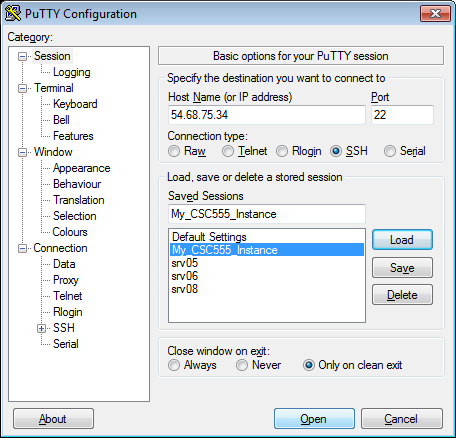 PuTTY Configuration
Category:
Session
Logging
Terminal
Keyboard
Bell
Features
Window
Appearance
Behaviour
Translation
Selection
Colours
Connection
Data
Proxy
Telnet
Rlogin
SSH
Serial
Basic options for your PuTTY session
Specify the destination you want to connect to
Host Name (or IP address) Port
54.68.75.34 22
Connection type:
Raw Telnet Rlogin SSH Serial
Load, save or delete a stored session
Saved Sessions
My_CSC555_Instance
Default Settings
My_CSC555_Instance
srv05
srv06
srv08
Load
Save
Delete
Close window on exit:
Always Never Only on clean exit
About Open Cancel